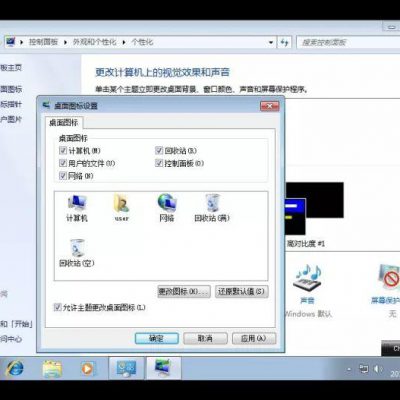 控制面板 ▸ 外观和个性化 ▸ 个性化
搜索控制面板
板主页
面图标
标指针
户图片
更改计算机上的视觉效果和声音
单击某个主题立即更改桌面背景、窗口颜色、声音和屏幕保护程序。
桌面图标设置
桌面图标
桌面图标
计算机(M)
回收站(R)
用户的文件(U)
控制面板(O)
网络(N)
计算机
user
网络
回收站(满)
回收站(空)
更改图标(H)...
还原默认值(S)
允许主题更改桌面图标(L)
确定
取消
应用(A)
高对比度 #1
声音
Windows 默认
屏幕保护
无
和「开始」
问中心